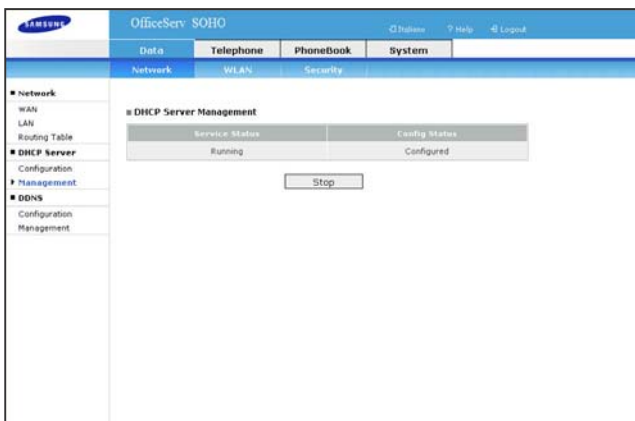 SAMSUNG
OfficeServ SOHO
Italiano ? Help Logout
Data Telephone PhoneBook System
Network WLAN Security
Network
WAN
LAN
Routing Table
DHCP Server
Configuration
Management
DDNS
Configuration
Management
DHCP Server Management
Service Status Config Status
Running Configured
Stop